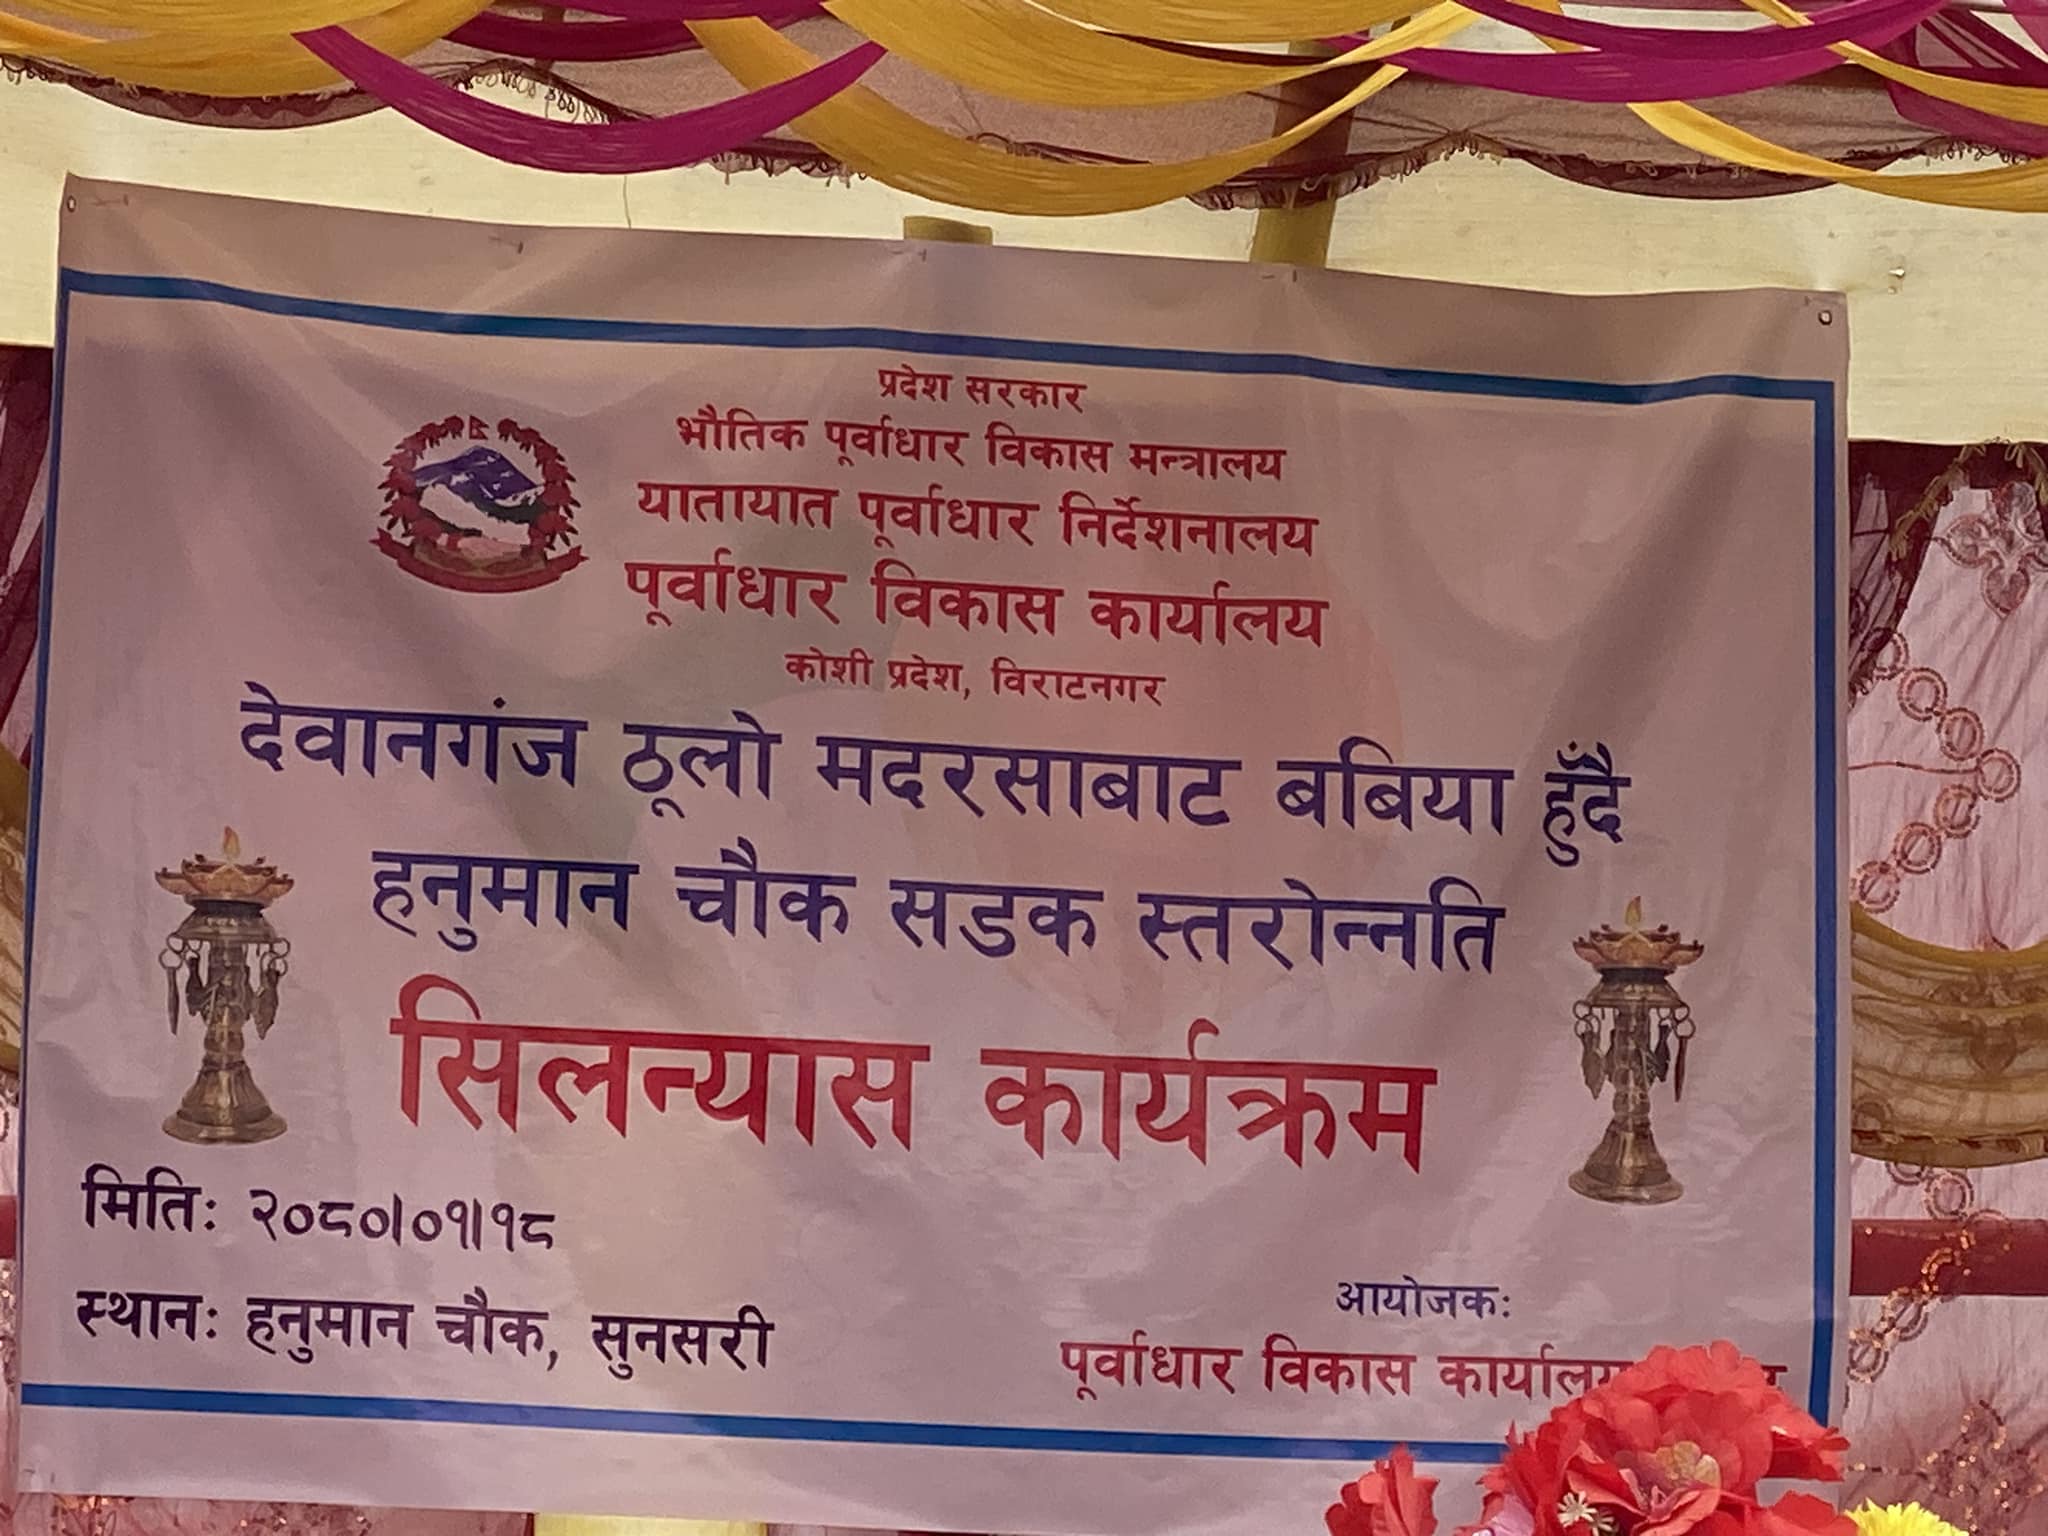 प्रदेश सरकार
भौतिक पूर्वाधार विकास मन्त्रालय
यातायात पूर्वाधार निर्देशनालय
पूर्वाधार विकास कार्यालय
कोशी प्रदेश, विराटनगर
देवानगंज ठूलो मदरसाबाट बबिया हुँदै
हनुमान चौक सडक स्तरोन्नति
सिलन्यास कार्यक्रम
मितिः २०८०।०१।१८
स्थानः हनुमान चौक, सुनसरी
आयोजकः
पूर्वाधार विकास कार्यालय